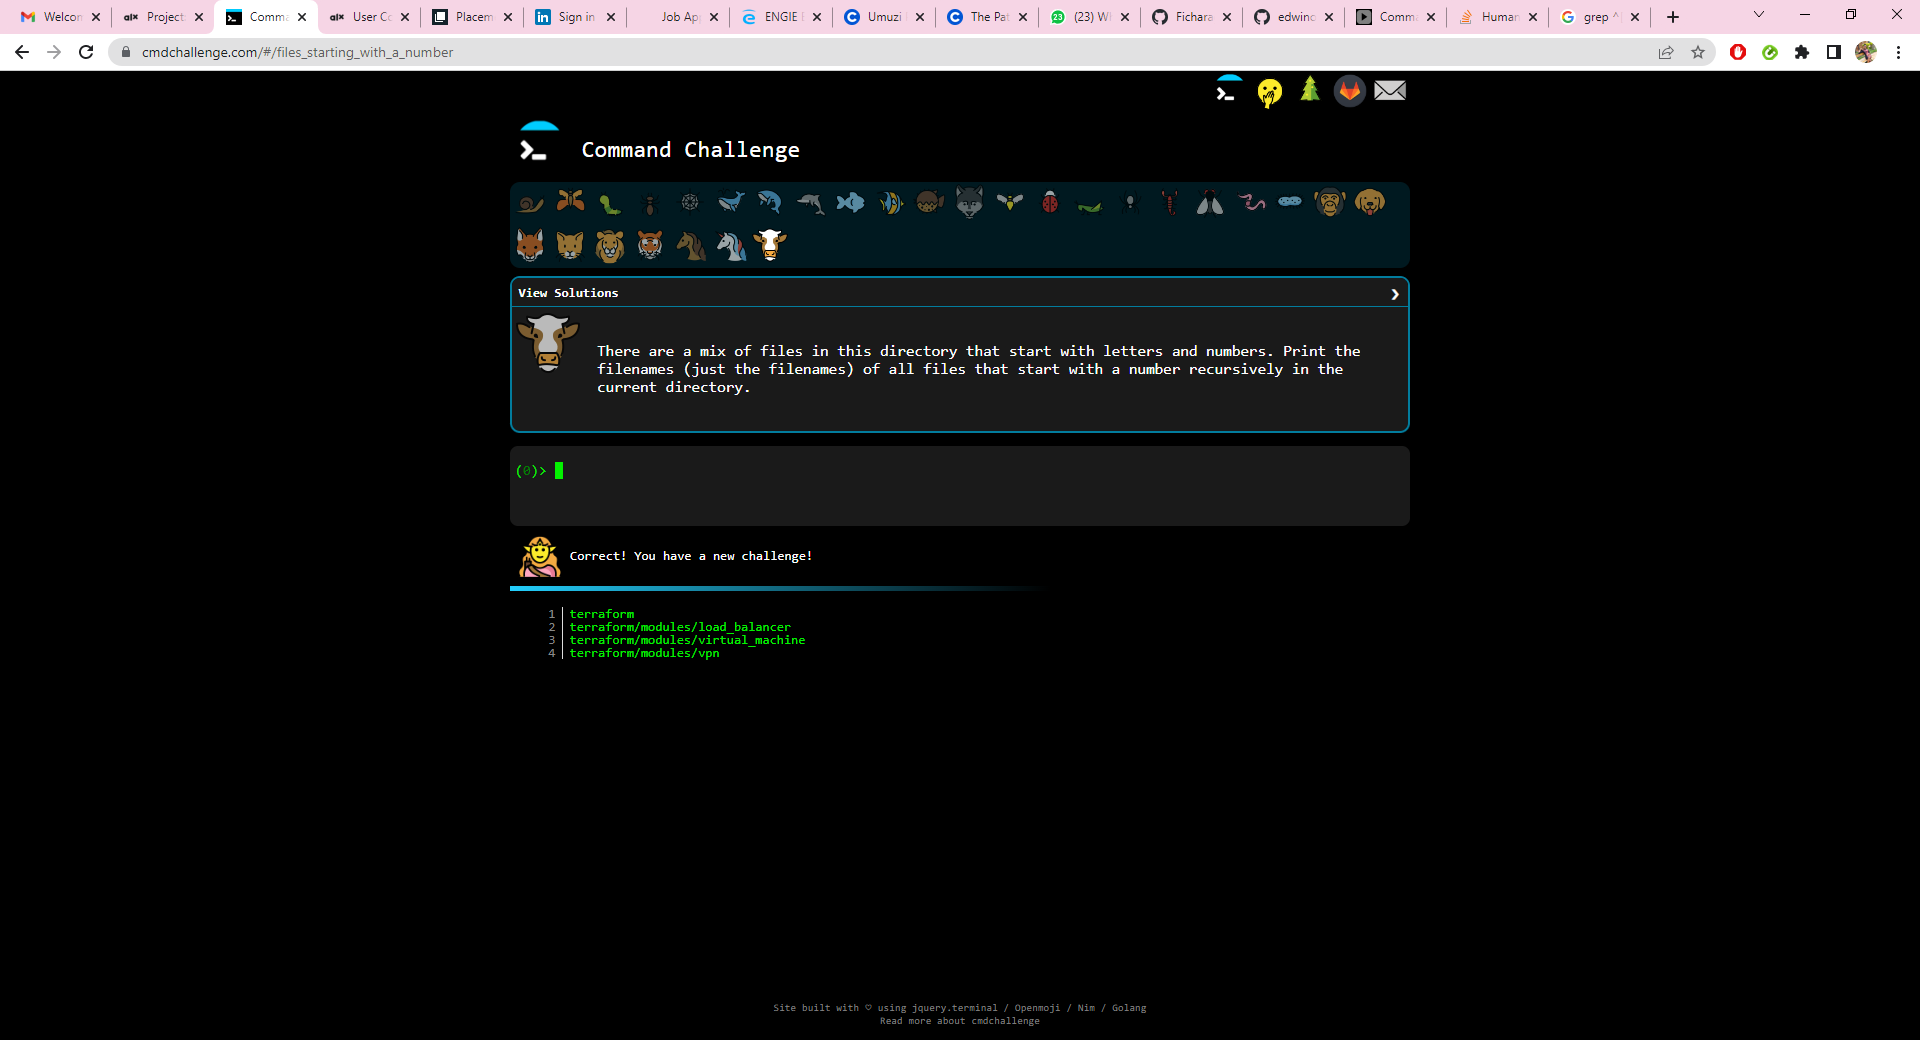 Welcon
Project
Comma
User Co
Placem
Sign in
Job Ap
ENGIE
Umuzi
The Pat
(23) W
Fichara
edwinc
Comma
Human
grep ^
cmdchallenge.com/#/files_starting_with_a_number
Command Challenge
View Solutions
There are a mix of files in this directory that start with letters and numbers. Print the
filenames (just the filenames) of all files that start with a number recursively in the
current directory.
(0)>
Correct! You have a new challenge!
1 terraform
2 terraform/modules/load_balancer
3 terraform/modules/virtual_machine
4 terraform/modules/vpn
Site built with ♡ using jquery.terminal / Openmoji / Nim / Golang
Read more about cmdchallenge